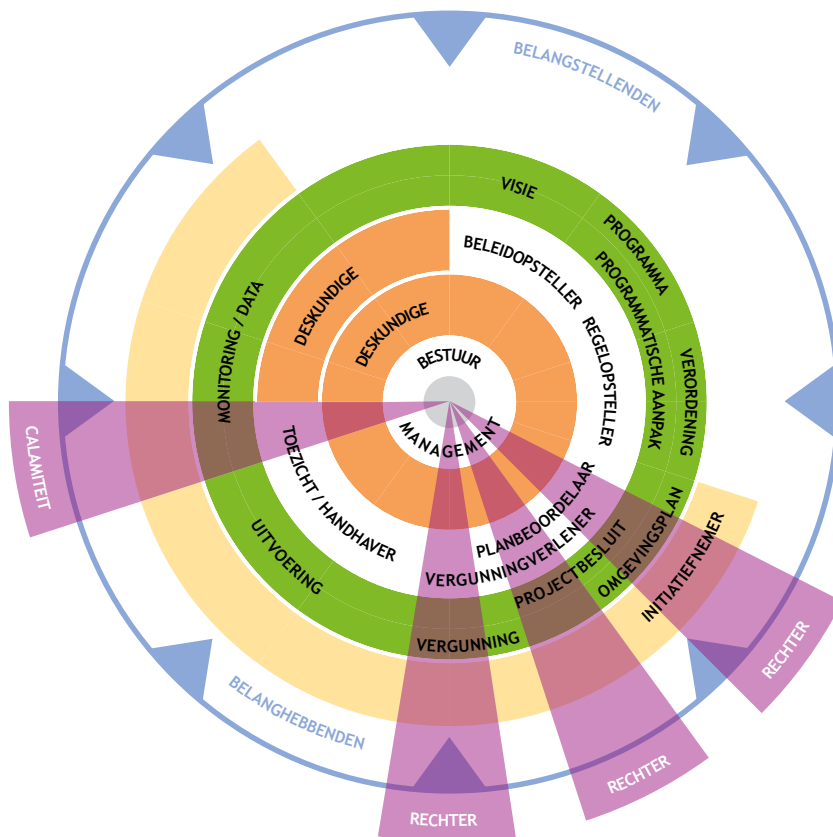 BELANGSTELLENDEN
VISIE
PROGRAMMA
PROGRAMMATISCHE AANPAK
VERORDENING
BELEIDOPSTELLER
REGELOPSTELLER
DESKUNDIGE
DESKUNDIGE
MONITORING / DATA
BESTUUR
MANAGEMENT
CALAMITEIT
TOEZICHT / HANDHAVER
UITVOERING
PLANBEOORDELAAR
VERGUNNINGVERLENER
PROJECTBESLUIT
OMGEVINGSPLAN
INITIATIEFNEMER
VERGUNNING
BELANGHEBBENDEN
RECHTER
RECHTER
RECHTER